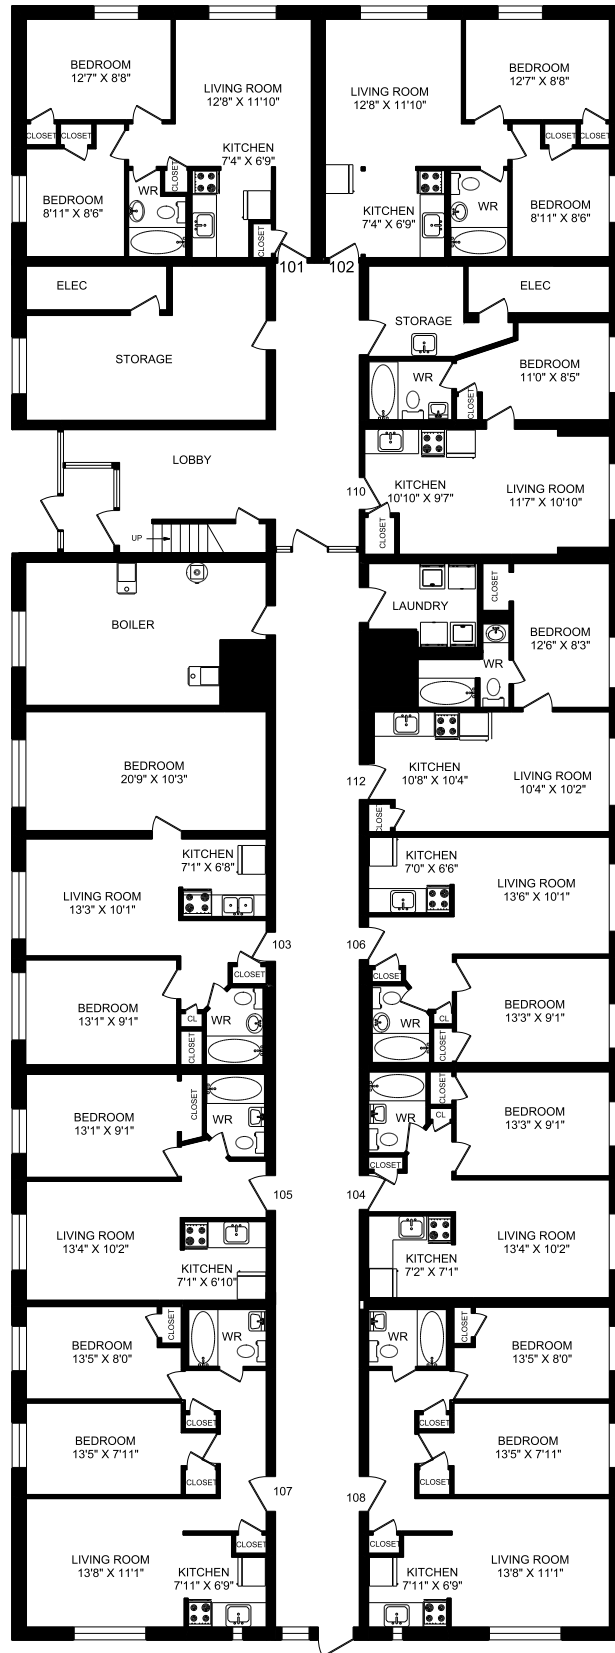 BEDROOM
12'7" X 8'8"
LIVING ROOM
12'8" X 11'10"
LIVING ROOM
12'8" X 11'10"
BEDROOM
12'7" X 8'8"
CLOSET
CLOSET
CLOSET
CLOSET
KITCHEN
7'4" X 6'9"
CLOSET
BEDROOM
8'11" X 8'6"
WR
KITCHEN
7'4" X 6'9"
WR
BEDROOM
8'11" X 8'6"
CLOSET
101
102
ELEC
ELEC
STORAGE
STORAGE
BEDROOM
11'0" X 8'5"
WR
CLOSET
LOBBY
KITCHEN
10'10" X 9'7"
110
LIVING ROOM
11'7" X 10'10"
CLOSET
UP
BOILER
LAUNDRY
CLOSET
BEDROOM
12'6" X 8'3"
WR
BEDROOM
20'9" X 10'3"
KITCHEN
10'8" X 10'4"
LIVING ROOM
10'4" X 10'2"
112
CLOSET
KITCHEN
7'1" X 6'8"
LIVING ROOM
13'3" X 10'1"
KITCHEN
7'0" X 6'6"
LIVING ROOM
13'6" X 10'1"
103
106
CLOSET
CLOSET
BEDROOM
13'1" X 9'1"
CL
WR
CLOSET
WR
CL
CLOSET
BEDROOM
13'3" X 9'1"
BEDROOM
13'1" X 9'1"
CLOSET
WR
WR
CLOSET
CL
BEDROOM
13'3" X 9'1"
CLOSET
105
104
LIVING ROOM
13'4" X 10'2"
KITCHEN
7'1" X 6'10"
KITCHEN
7'2" X 7'1"
LIVING ROOM
13'4" X 10'2"
BEDROOM
13'5" X 8'0"
CLOSET
WR
WR
CLOSET
BEDROOM
13'5" X 8'0"
CLOSET
CLOSET
BEDROOM
13'5" X 7'11"
BEDROOM
13'5" X 7'11"
CLOSET
CLOSET
107
108
CLOSET
CLOSET
LIVING ROOM
13'8" X 11'1"
KITCHEN
7'11" X 6'9"
KITCHEN
7'11" X 6'9"
LIVING ROOM
13'8" X 11'1"